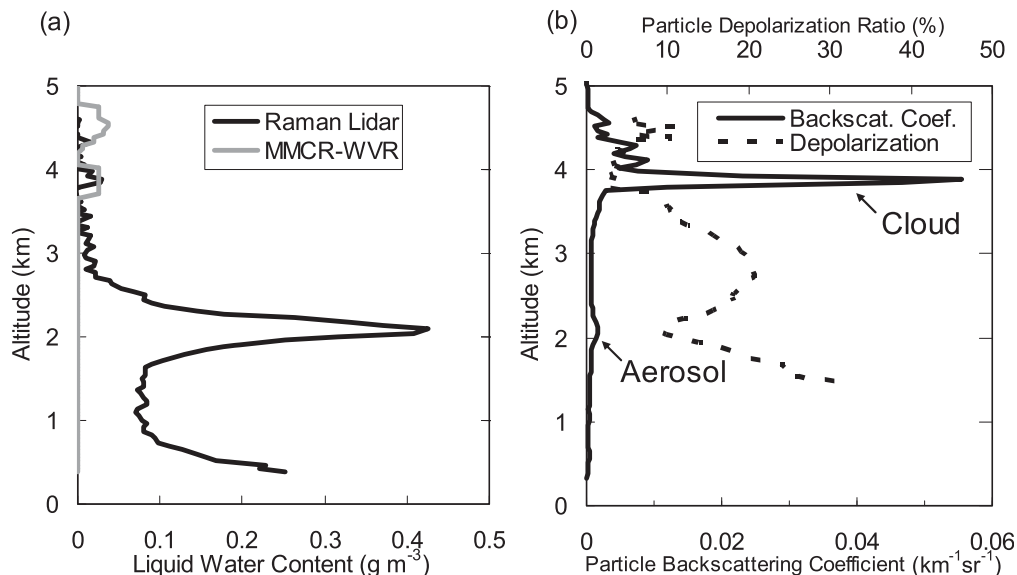 (a)
5
4
3
2
1
0
Altitude (km)
Raman Lidar
MMCR-WVR
0 0.1 0.2 0.3 0.4 0.5
Liquid Water Content (g m-3)
(b)
Particle Depolarization Ratio (%)
0 10 20 30 40 50
5
4
3
2
1
0
Altitude (km)
Backscat. Coef.
Depolarization
Cloud
Aerosol
0 0.02 0.04 0.06
Particle Backscattering Coefficient (km-1sr-1)